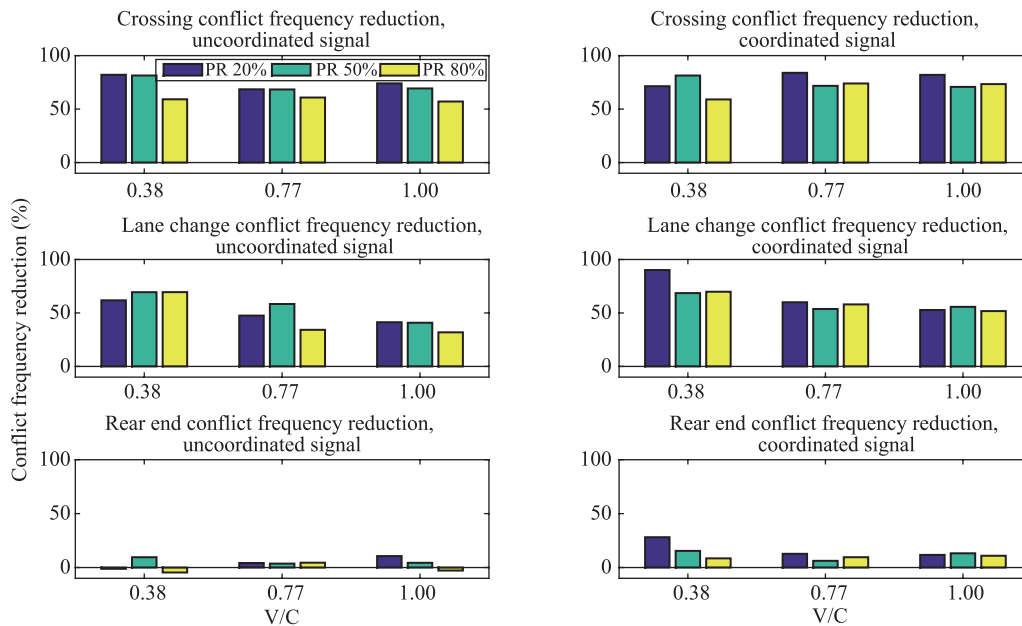 Conflict frequency reduction (%)
Crossing conflict frequency reduction,
uncoordinated signal
100
50
0
PR 20% PR 50% PR 80%
0.38 0.77 1.00
Crossing conflict frequency reduction,
coordinated signal
100
50
0
0.38 0.77 1.00
Lane change conflict frequency reduction,
uncoordinated signal
100
50
0
0.38 0.77 1.00
Lane change conflict frequency reduction,
coordinated signal
100
50
0
0.38 0.77 1.00
Rear end conflict frequency reduction,
uncoordinated signal
100
50
0
0.38 0.77 1.00
V/C
Rear end conflict frequency reduction,
coordinated signal
100
50
0
0.38 0.77 1.00
V/C